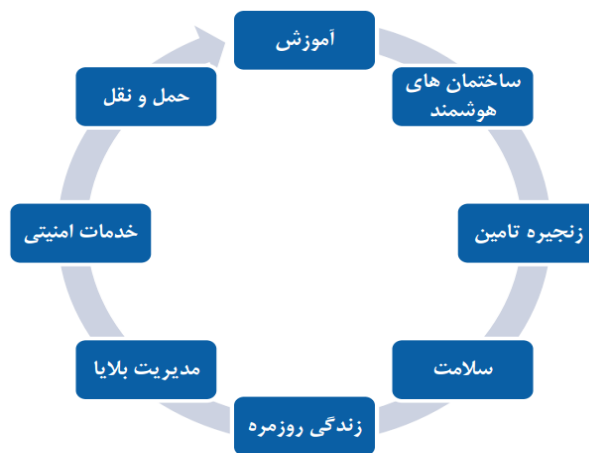 آموزش
ساختمان های
هوشمند
زنجیره تامین
سلامت
زندگی روزمره
مدیریت بلایا
خدمات امنیتی
حمل و نقل